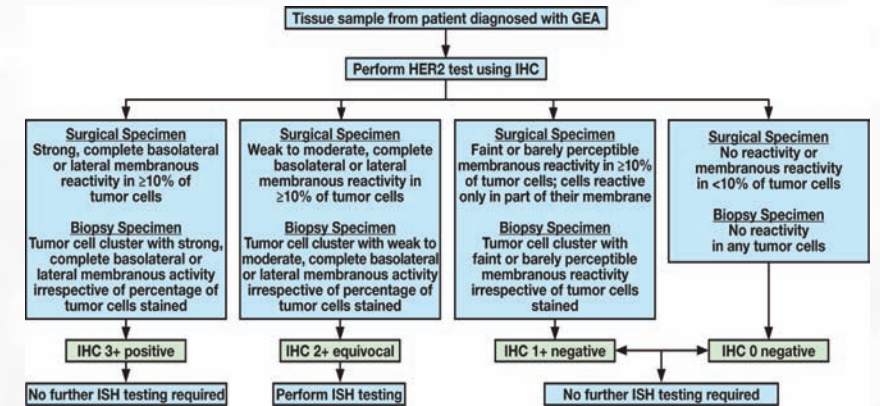 Tissue sample from patient diagnosed with GEA
Perform HER2 test using IHC
Surgical Specimen
Strong, complete basolateral
or lateral membranous
reactivity in ≥10% of
tumor cells
Biopsy Specimen
Tumor cell cluster with strong,
complete basolateral or
lateral membranous activity
irrespective of percentage of
tumor cells stained
Surgical Specimen
Weak to moderate, complete
basolateral or lateral
membranous reactivity in
≥10% of tumor cells
Biopsy Specimen
Tumor cell cluster with weak to
moderate, complete basolateral
or lateral membranous activity
irrespective of percentage of
tumor cells stained
Surgical Specimen
Faint or barely perceptible
membranous reactivity in ≥10%
of tumor cells; cells reactive
only in part of their membrane
Biopsy Specimen
Tumor cell cluster with
faint or barely perceptible
membranous reactivity
irrespective of tumor cells
stained
Surgical Specimen
No reactivity or
membranous reactivity
in <10% of tumor cells
Biopsy Specimen
No reactivity
in any tumor cells
IHC 3+ positive
IHC 2+ equivocal
IHC 1+ negative
IHC 0 negative
No further ISH testing required
Perform ISH testing
No further ISH testing required